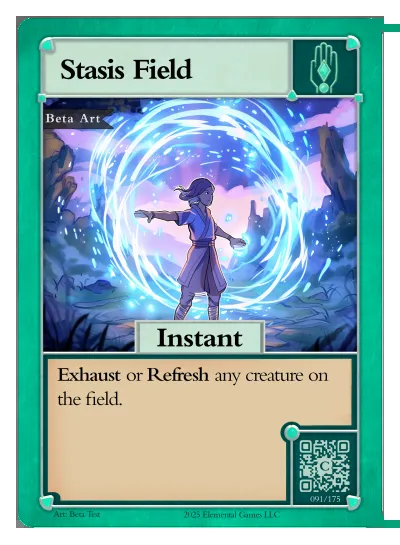 Stasis Field
Beta Art
Instant
Exhaust or Refresh any creature on
the field.
C
091/175
Art: Beta Test
2025 Elemental Games LLC